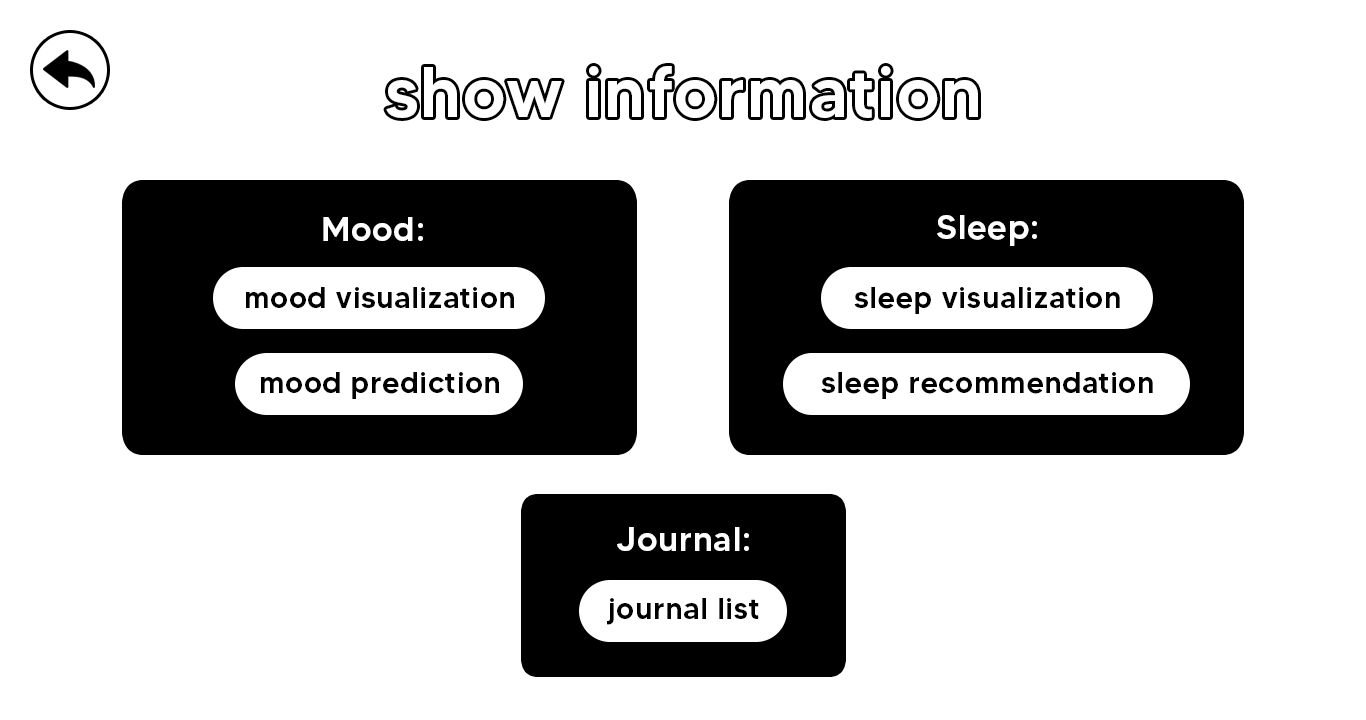 show information
Mood:
mood visualization
mood prediction
Sleep:
sleep visualization
sleep recommendation
Journal:
journal list